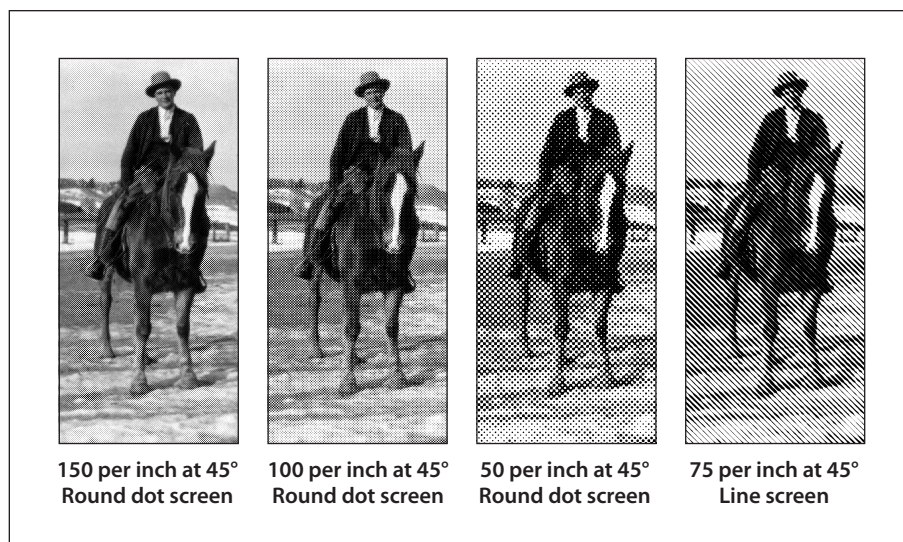 150 per inch at 45°
Round dot screen
100 per inch at 45°
Round dot screen
50 per inch at 45°
Round dot screen
75 per inch at 45°
Line screen